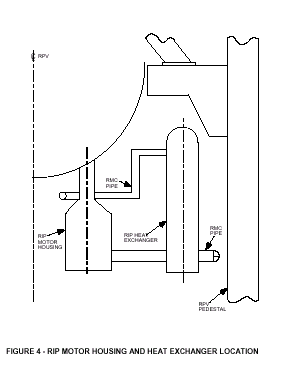 RPV
RMC
PIPE
RIP
MOTOR
HOUSING
RIP HEAT
EXCHANGER
RMC
PIPE
RPV
PEDESTAL
FIGURE 4 - RIP MOTOR HOUSING AND HEAT EXCHANGER LOCATION